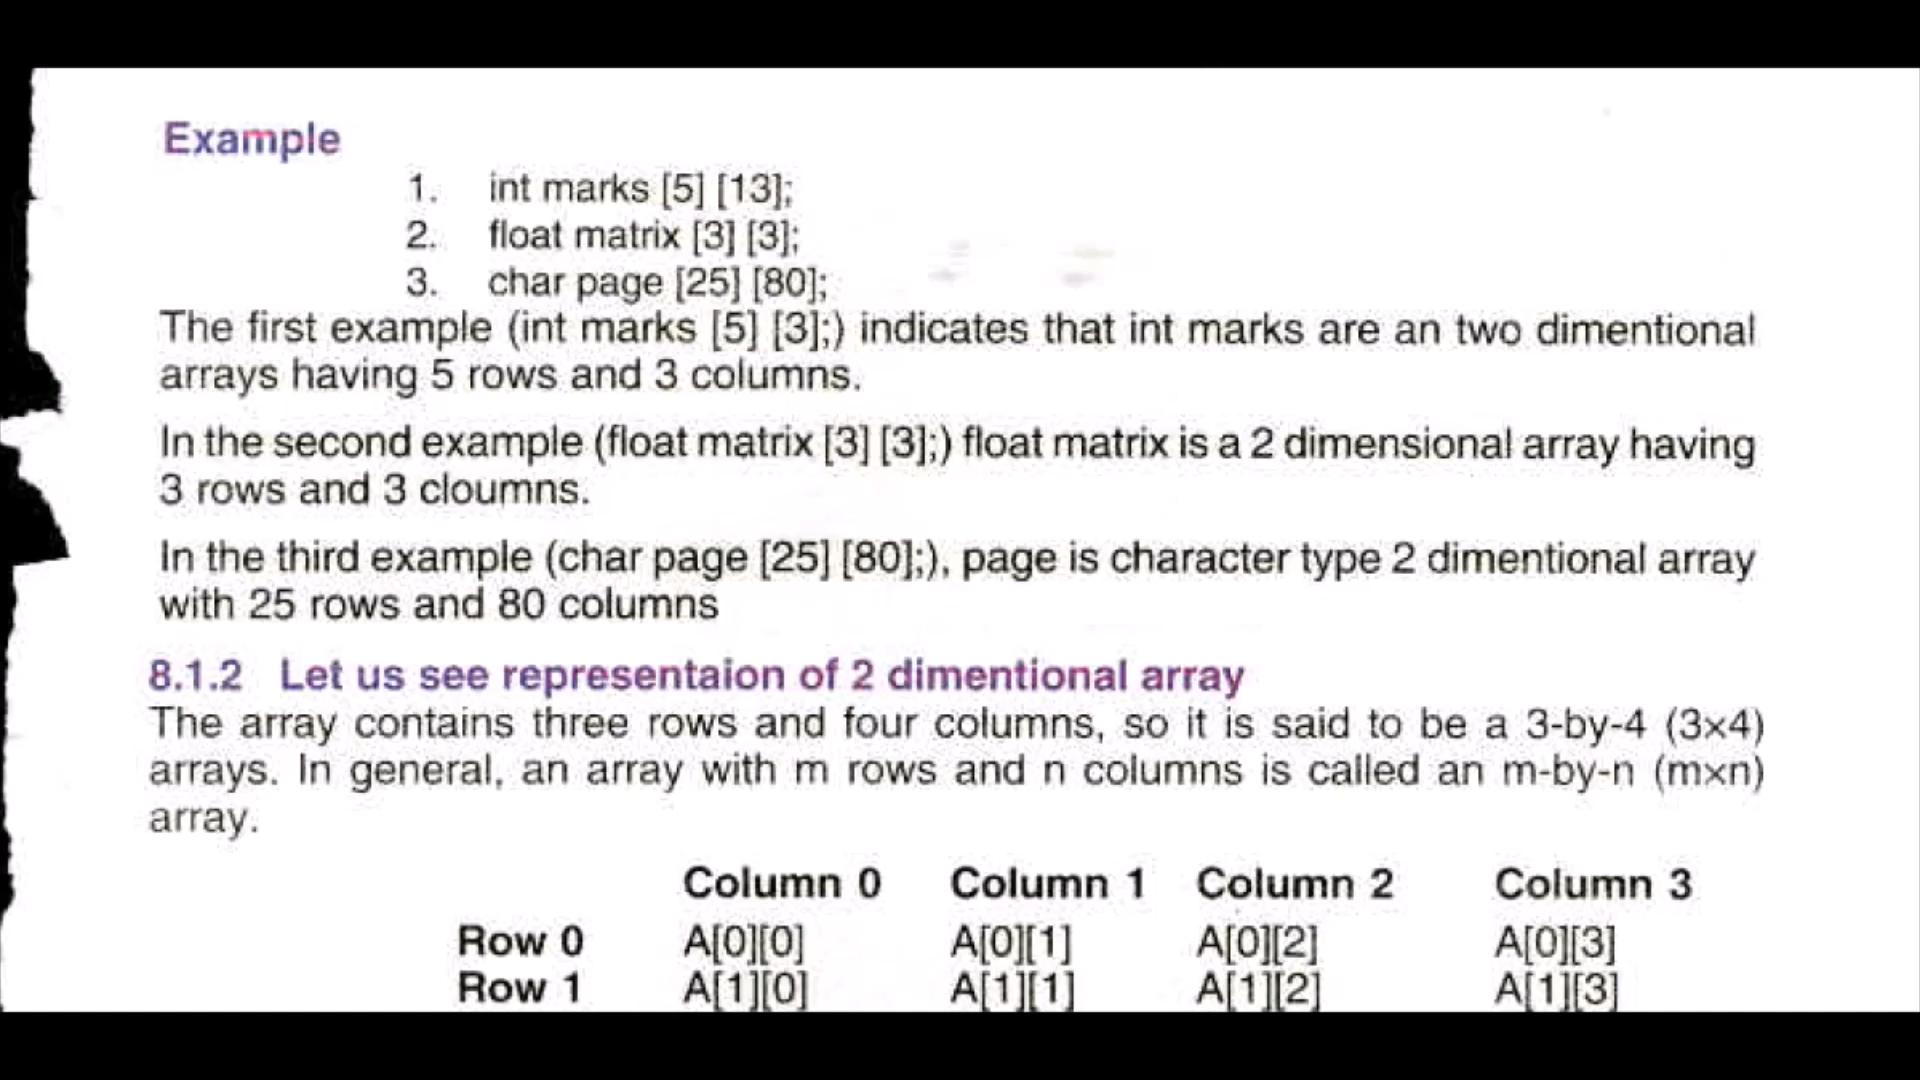 Example
1. int marks [5] [13];
2. float matrix [3] [3];
3. char page [25] [80];
The first example (int marks [5] [3];) indicates that int marks are an two dimentional
arrays having 5 rows and 3 columns.
In the second example (float matrix [3] [3];) float matrix is a 2 dimensional array having
3 rows and 3 cloumns.
In the third example (char page [25] [80];), page is character type 2 dimentional array
with 25 rows and 80 columns
8.1.2 Let us see representaion of 2 dimentional array
The array contains three rows and four columns, so it is said to be a 3-by-4 (3×4)
arrays. In general, an array with m rows and n columns is called an m-by-n (m×n)
array.
Column 0 Column 1 Column 2 Column 3
Row 0 A[0][0] A[0][1] A[0][2] A[0][3]
Row 1 A[1][0] A[1][1] A[1][2] A[1][3]